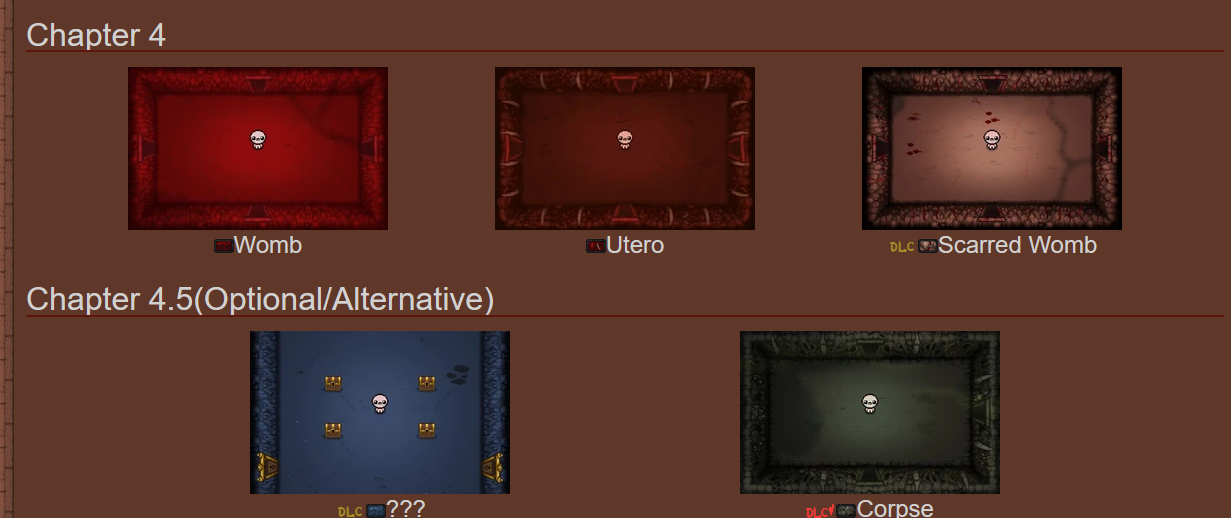 Chapter 4
Womb
Utero
DLC Scarred Womb
Chapter 4.5(Optional/Alternative)
DLC ???
DLC Corpse